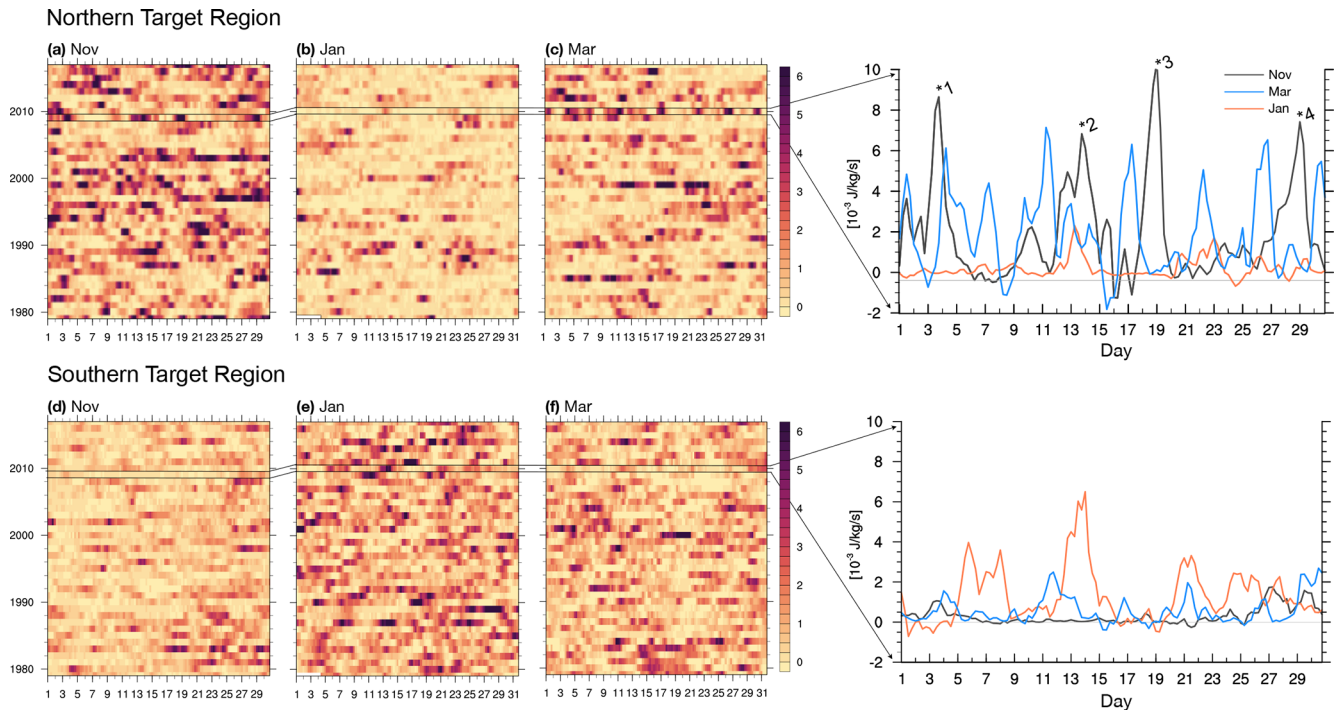 Northern Target Region
(a) Nov
(b) Jan
(c) Mar
2010
2000
1990
1980
1 3 5 7 9 11 13 15 17 19 21 23 25 27 29
1 3 5 7 9 11 13 15 17 19 21 23 25 27 29 31
1 3 5 7 9 11 13 15 17 19 21 23 25 27 29 31
6
5
4
3
2
1
0
10
8
6
4
2
0
-2
[10⁻³ J/kg/s]
*1
*2
*3
*4
Nov
Mar
Jan
1 3 5 7 9 11 13 15 17 19 21 23 25 27 29
Day
Southern Target Region
(d) Nov
(e) Jan
(f) Mar
2010
2000
1990
1980
1 3 5 7 9 11 13 15 17 19 21 23 25 27 29
1 3 5 7 9 11 13 15 17 19 21 23 25 27 29 31
1 3 5 7 9 11 13 15 17 19 21 23 25 27 29 31
6
5
4
3
2
1
0
10
8
6
4
2
0
-2
[10⁻³ J/kg/s]
1 3 5 7 9 11 13 15 17 19 21 23 25 27 29
Day